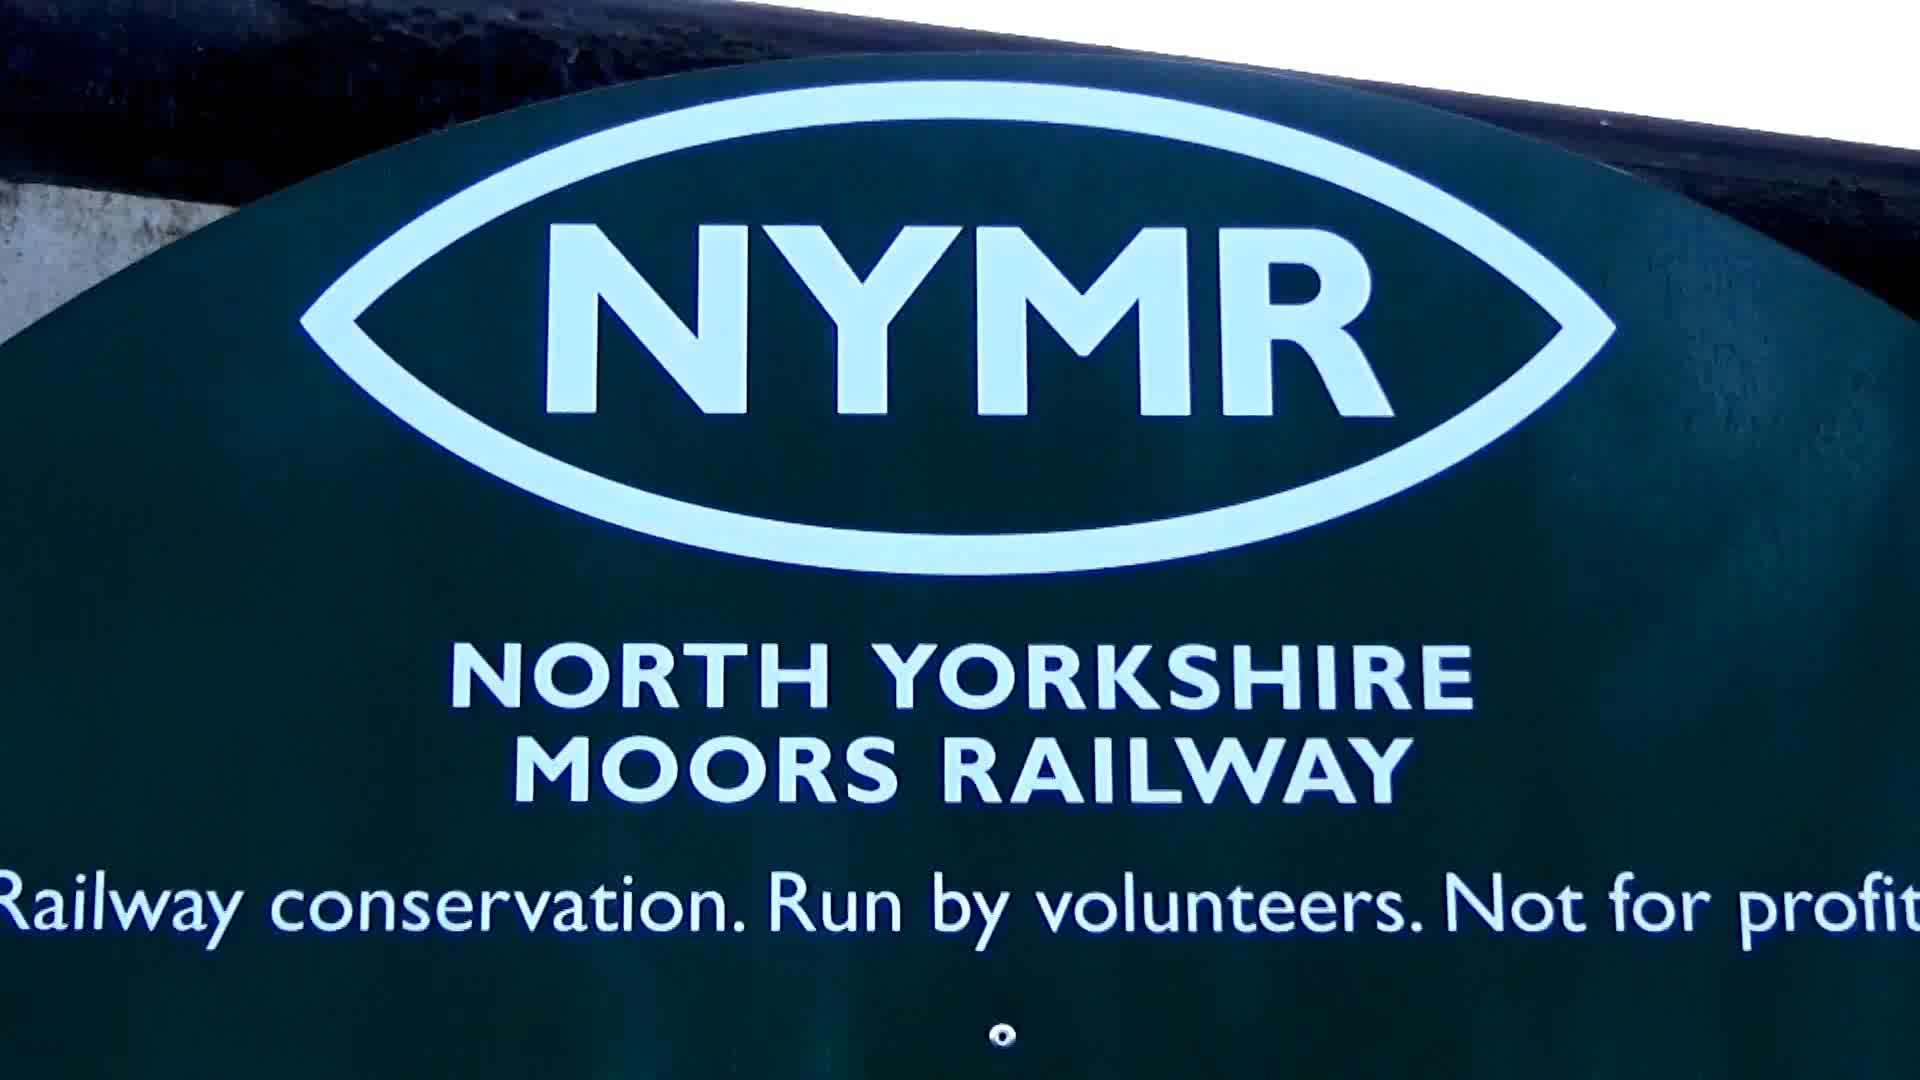 NYMR
NORTH YORKSHIRE
MOORS RAILWAY
Railway conservation. Run by volunteers. Not for profit